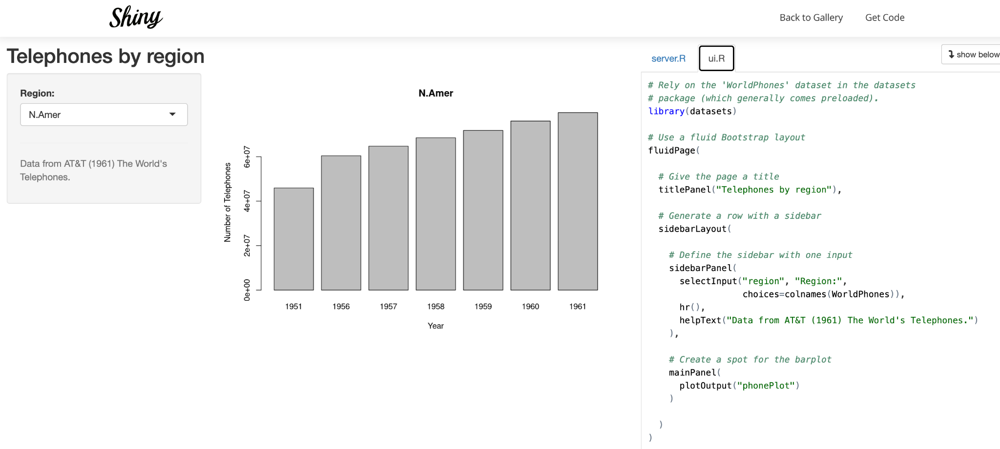 Shiny
Back to Gallery
Get Code
Telephones by region
Region:
N.Amer
Data from AT&T (1961) The World's
Telephones.
N.Amer
Number of Telephones
6e+07
4e+07
2e+07
0e+00
1951 1956 1957 1958 1959 1960 1961
Year
server.R
ui.R
show below
# Rely on the 'WorldPhones' dataset in the datasets
# package (which generally comes preloaded).
library(datasets)
# Use a fluid Bootstrap layout
fluidPage(
# Give the page a title
titlePanel("Telephones by region"),
# Generate a row with a sidebar
sidebarLayout(
# Define the sidebar with one input
sidebarPanel(
selectInput("region", "Region:",
choices=colnames(WorldPhones)),
hr(),
helpText("Data from AT&T (1961) The World's Telephones.")
),
# Create a spot for the barplot
mainPanel(
plotOutput("phonePlot")
)
)
)